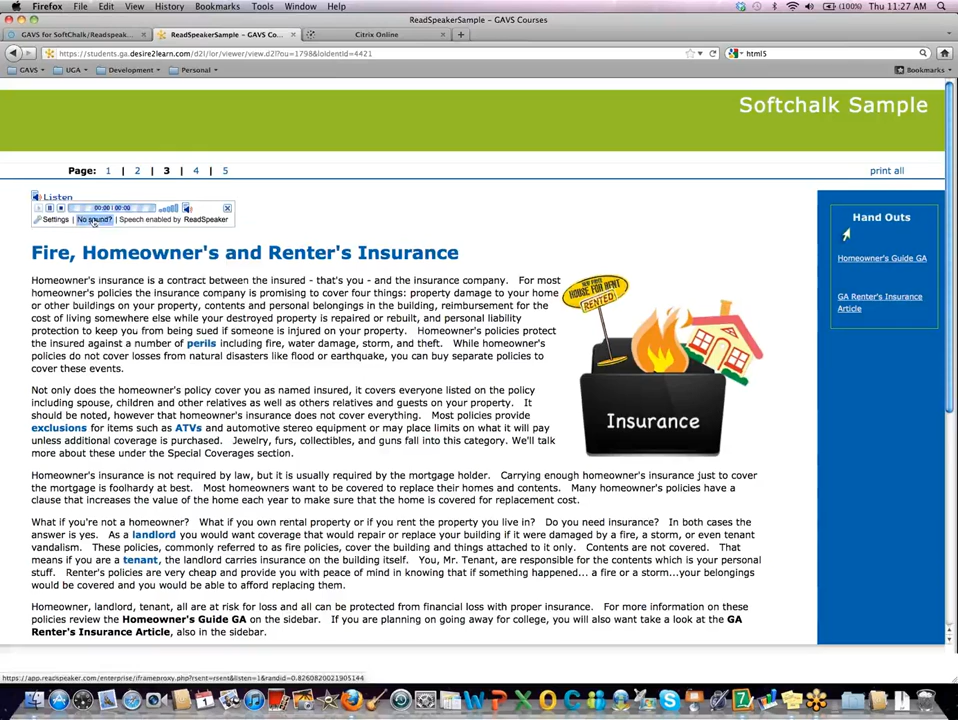 Firefox File Edit View History Bookmarks Tools Window Help (100%) Thu 11:27 AM
ReadSpeakerSample – GAVS Courses
GAVS for SoftChalk/Readspeak... ReadSpeakerSample – GAVS Co... Citrix Online
https://students.ga.desire2learn.com/d2l/lor/viewer/view.d2l?ou=1798&loIdentId=4421 html5
GAVS UGA Development Personal Bookmarks
Softchalk Sample
Page: 1 | 2 | 3 | 4 | 5 print all
Listen
00:00 | 00:00
Settings | No sound? | Speech enabled by ReadSpeaker
Fire, Homeowner's and Renter's Insurance
Homeowner's insurance is a contract between the insured - that's you - and the insurance company. For most
homeowner's policies the insurance company is promising to cover four things: property damage to your home
or other buildings on your property, contents and personal belongings in the building, reimbursement for the
cost of living somewhere else while your destroyed property is repaired or rebuilt, and personal liability
protection to keep you from being sued if someone is injured on your property. Homeowner's policies protect
the insured against a number of perils including fire, water damage, storm, and theft. While homeowner's
policies do not cover losses from natural disasters like flood or earthquake, you can buy separate policies to
cover these events.
Not only does the homeowner's policy cover you as named insured, it covers everyone listed on the policy
including spouse, children and other relatives as well as others relatives and guests on your property. It
should be noted, however that homeowner's insurance does not cover everything. Most policies provide
exclusions for items such as ATVs and automotive stereo equipment or may place limits on what it will pay
unless additional coverage is purchased. Jewelry, furs, collectibles, and guns fall into this category. We'll talk
more about these under the Special Coverages section.
Homeowner's insurance is not required by law, but it is usually required by the mortgage holder. Carrying enough homeowner's insurance just to cover
the mortgage is foolhardy at best. Most homeowners want to be covered to replace their homes and contents. Many homeowner's policies have a
clause that increases the value of the home each year to make sure that the home is covered for replacement cost.
What if you're not a homeowner? What if you own rental property or if you rent the property you live in? Do you need insurance? In both cases the
answer is yes. As a landlord you would want coverage that would repair or replace your building if it were damaged by a fire, a storm, or even tenant
vandalism. These policies, commonly referred to as fire policies, cover the building and things attached to it only. Contents are not covered. That
means if you are a tenant, the landlord carries insurance on the building itself. You, Mr. Tenant, are responsible for the contents which is your personal
stuff. Renter's policies are very cheap and provide you with peace of mind in knowing that if something happened... a fire or a storm...your belongings
would be covered and you would be able to afford replacing them.
Homeowner, landlord, tenant, all are at risk for loss and all can be protected from financial loss with proper insurance. For more information on these
policies review the Homeowner's Guide GA on the sidebar. If you are planning on going away for college, you will also want take a look at the GA
Renter's Insurance Article, also in the sidebar.
HOUSE FOR RENT
RENTED
Insurance
Hand Outs
Homeowner's Guide GA
GA Renter's Insurance
Article
https://app.readspeaker.com/enterprise/iframeproxy.php?rsent=rsent&listen=1&randid=0.8260820021905144